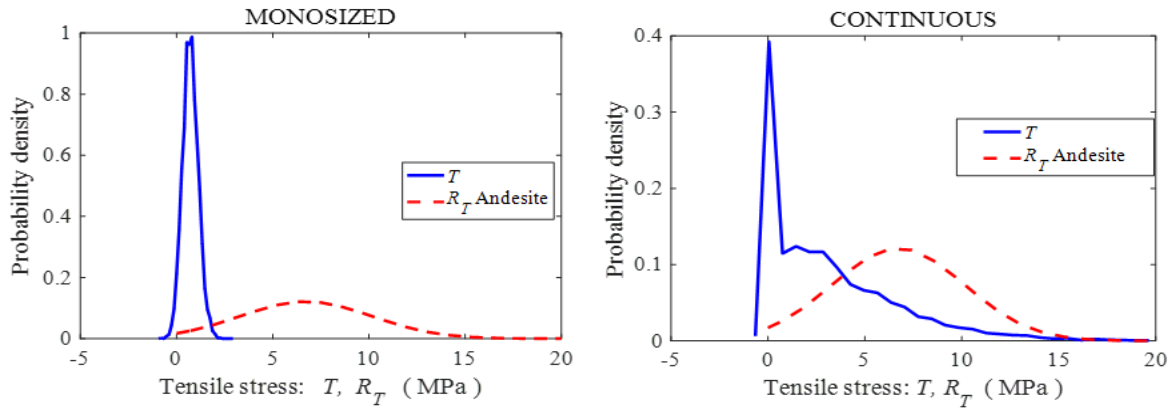 MONOSIZED
Probability density
1
0.8
0.6
0.4
0.2
0
-5
0
5
10
15
20
T
R_T Andesite
Tensile stress: T, R_T (MPa)
CONTINUOUS
Probability density
0.4
0.3
0.2
0.1
0
-5
0
5
10
15
20
T
R_T Andesite
Tensile stress: T, R_T (MPa)